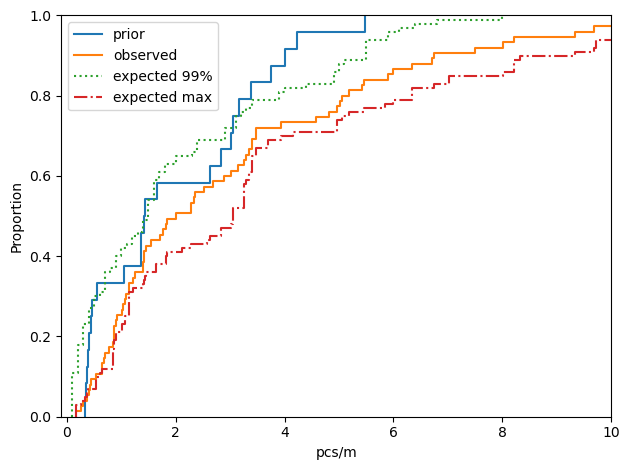 prior
observed
expected 99%
expected max
1.0
0.8
0.6
0.4
0.2
0.0
Proportion
0 2 4 6 8 10
pcs/m